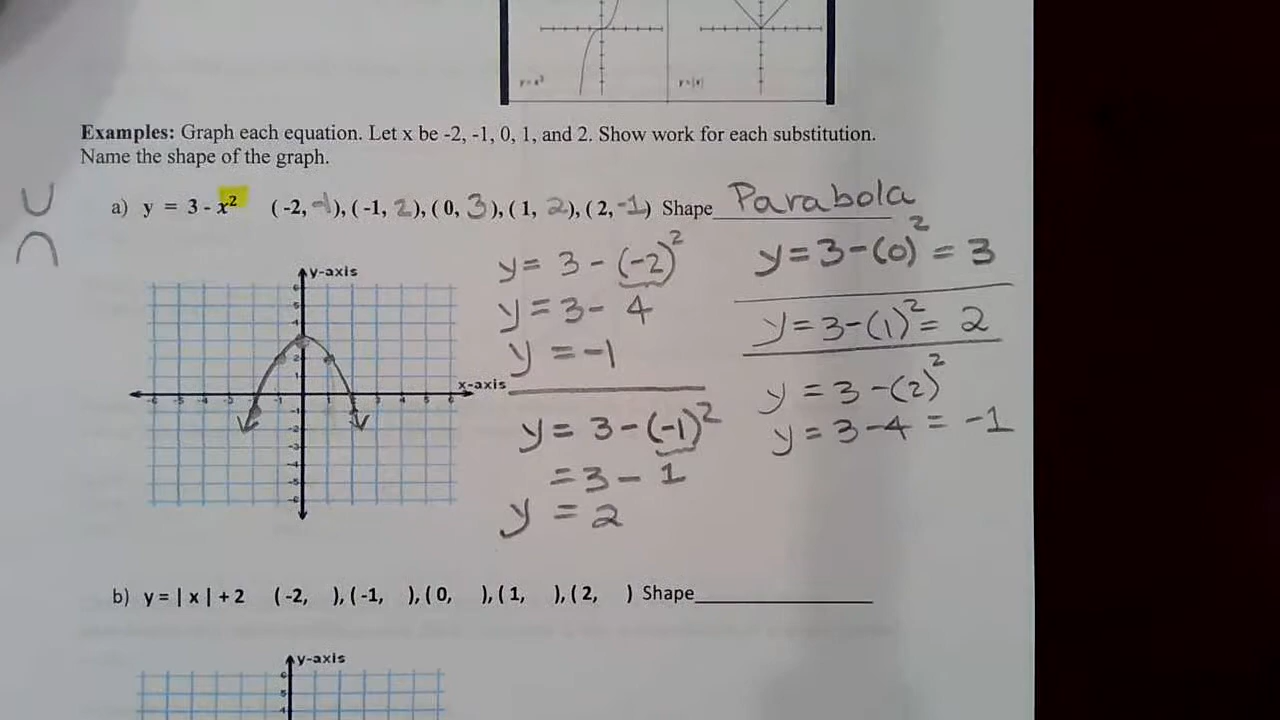 y=x³ y=|x|
Examples: Graph each equation. Let x be -2, -1, 0, 1, and 2. Show work for each substitution.
Name the shape of the graph.
a) y = 3 - x² (-2, -1), (-1, 2), (0, 3), (1, 2), (2, -1) Shape Parabola
y = 3 - (-2)²
y = 3 - 4
y = -1
y = 3 - (-1)²
= 3 - 1
y = 2
y = 3 - (0)² = 3
y = 3 - (1)² = 2
y = 3 - (2)²
y = 3 - 4 = -1
y-axis
x-axis
b) y = | x | + 2 (-2, ), (-1, ), (0, ), (1, ), (2, ) Shape
y-axis